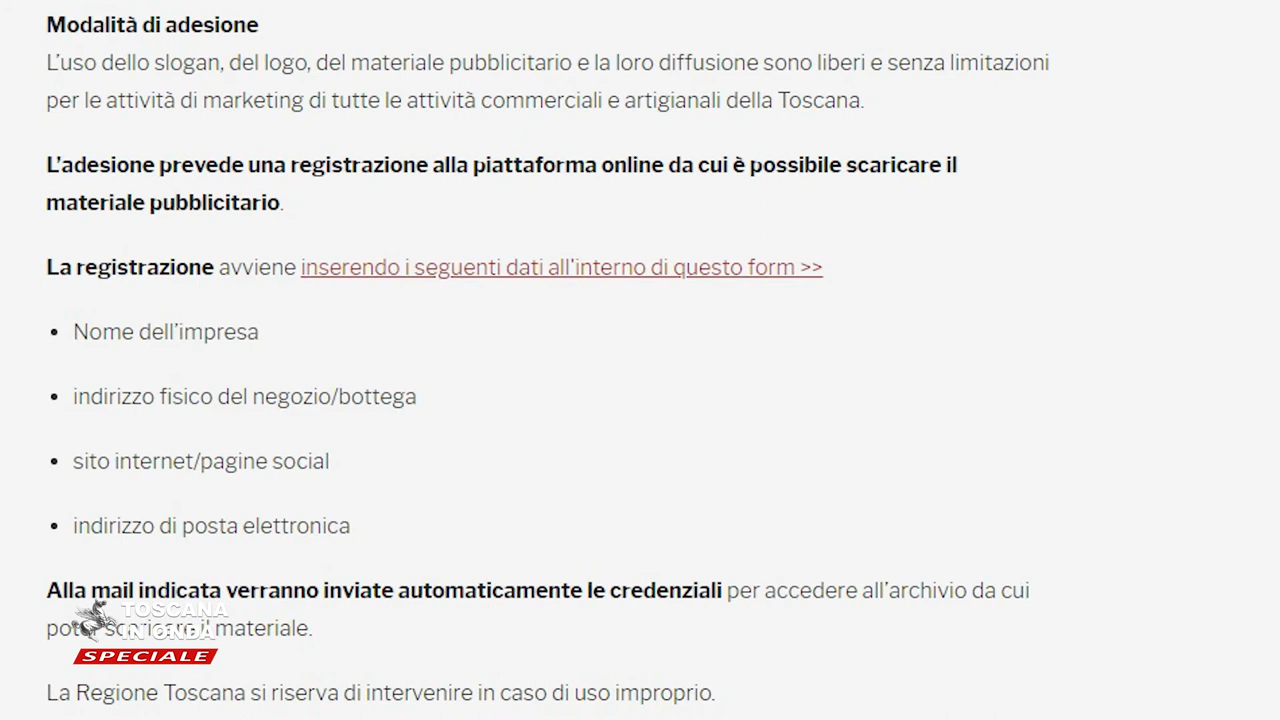 Modalità di adesione
L'uso dello slogan, del logo, del materiale pubblicitario e la loro diffusione sono liberi e senza limitazioni
per le attività di marketing di tutte le attività commerciali e artigianali della Toscana.
L'adesione prevede una registrazione alla piattaforma online da cui è possibile scaricare il
materiale pubblicitario.
La registrazione avviene inserendo i seguenti dati all'interno di questo form >>
• Nome dell'impresa
• indirizzo fisico del negozio/bottega
• sito internet/pagine social
• indirizzo di posta elettronica
Alla mail indicata verranno inviate automaticamente le credenziali per accedere all'archivio da cui
poter scaricare il materiale.
TOSCANA
IN ONDA
SPECIALE
La Regione Toscana si riserva di intervenire in caso di uso improprio.